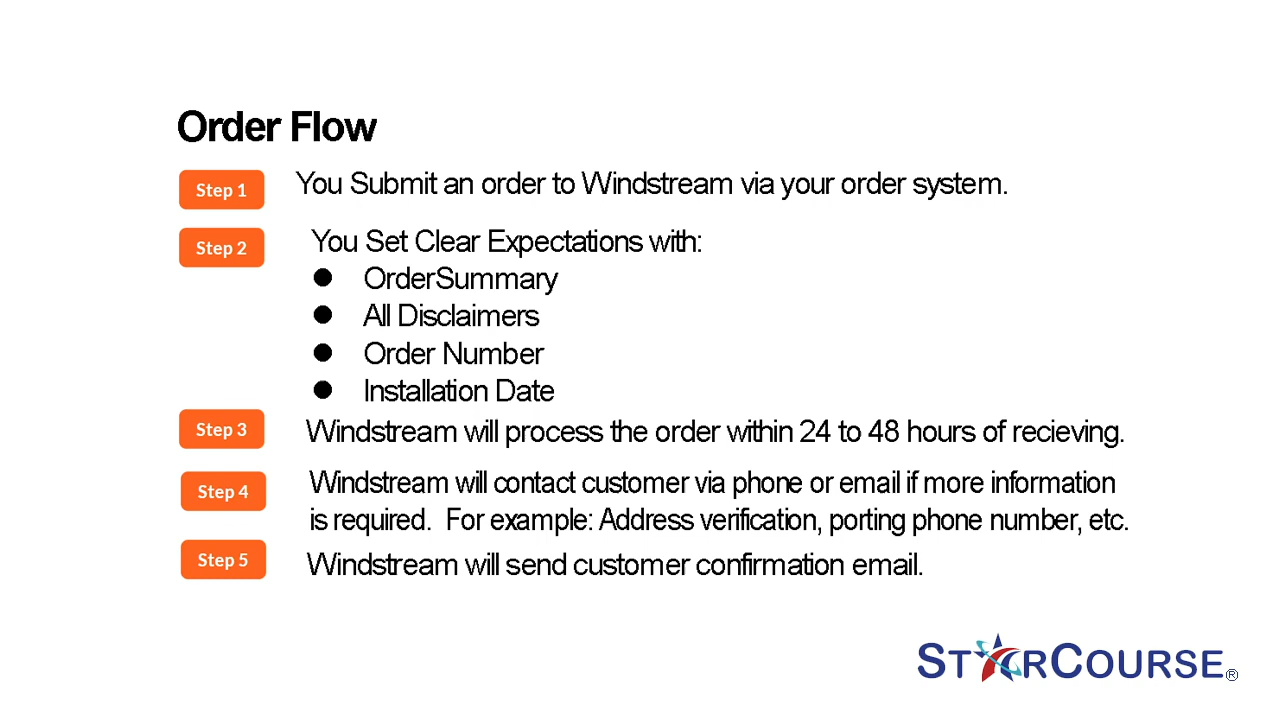 Order Flow
Step 1 You Submit an order to Windstream via your order system.
Step 2 You Set Clear Expectations with:
● OrderSummary
● All Disclaimers
● Order Number
● Installation Date
Step 3 Windstream will process the order within 24 to 48 hours of recieving.
Step 4 Windstream will contact customer via phone or email if more information
is required. For example: Address verification, porting phone number, etc.
Step 5 Windstream will send customer confirmation email.
STARCOURSE®